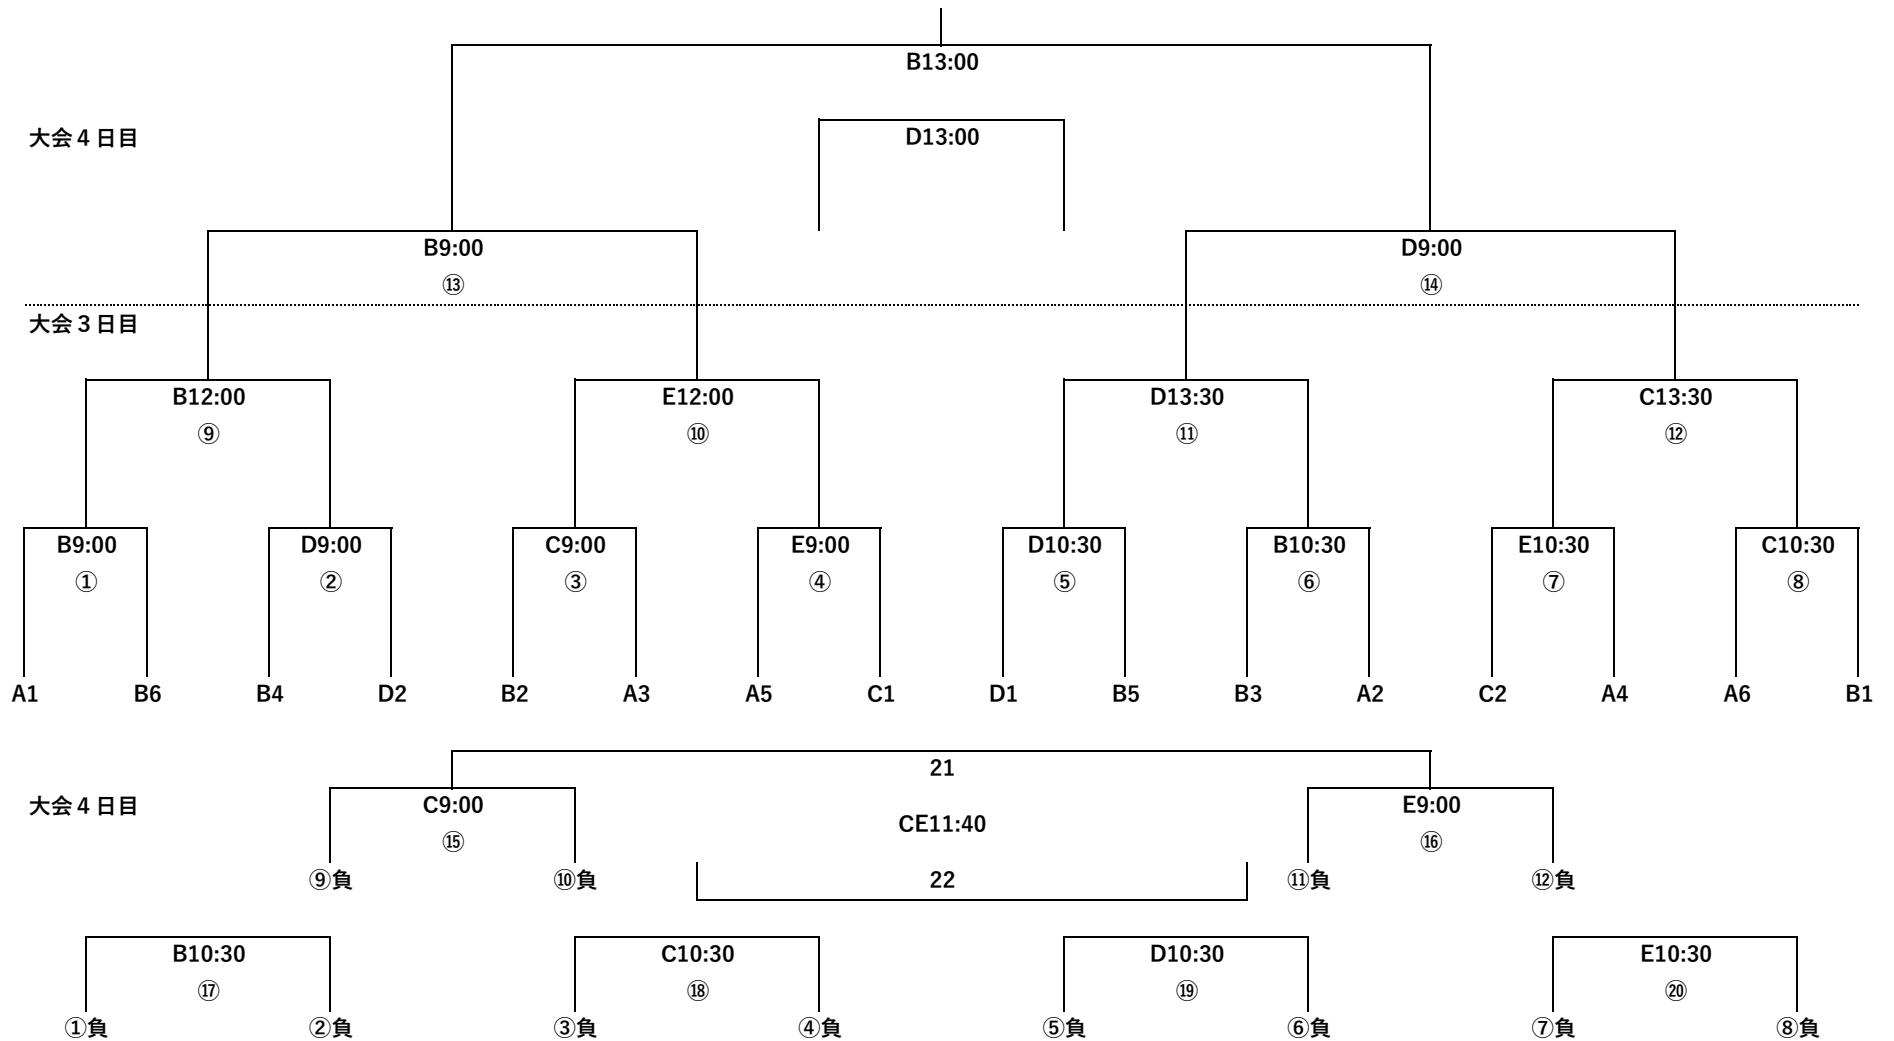 B13:00
大会４日目
D13:00
B9:00 D9:00
⑬ ⑭
大会３日目
B12:00 E12:00 D13:30 C13:30
⑨ ⑩ ⑪ ⑫
B9:00 D9:00 C9:00 E9:00 D10:30 B10:30 E10:30 C10:30
① ② ③ ④ ⑤ ⑥ ⑦ ⑧
A1 B6 B4 D2 B2 A3 A5 C1 D1 B5 B3 A2 C2 A4 A6 B1
21
大会４日目
C9:00 E9:00
CE11:40
⑮ ⑯
⑨負 ⑩負 22 ⑪負 ⑫負
B10:30 C10:30 D10:30 E10:30
⑰ ⑱ ⑲ ⑳
①負 ②負 ③負 ④負 ⑤負 ⑥負 ⑦負 ⑧負